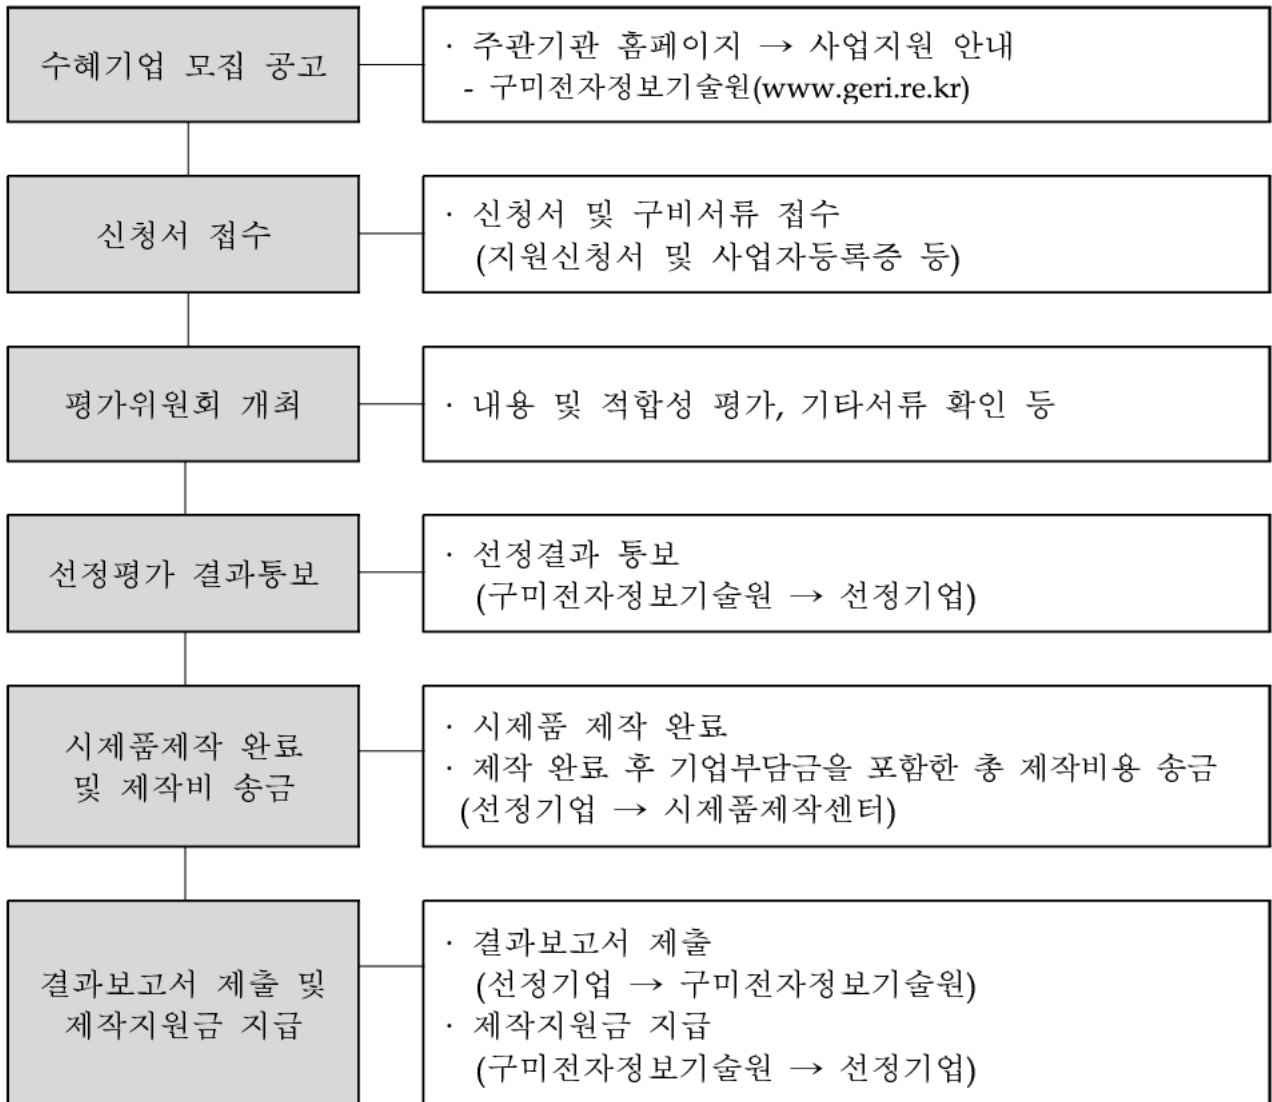 수혜기업 모집 공고
· 주관기관 홈페이지 → 사업지원 안내
- 구미전자정보기술원(www.geri.re.kr)
신청서 접수
· 신청서 및 구비서류 접수
(지원신청서 및 사업자등록증 등)
평가위원회 개최
· 내용 및 적합성 평가, 기타서류 확인 등
선정평가 결과통보
· 선정결과 통보
(구미전자정보기술원 → 선정기업)
시제품제작 완료
및 제작비 송금
· 시제품 제작 완료
· 제작 완료 후 기업부담금을 포함한 총 제작비용 송금
(선정기업 → 시제품제작센터)
결과보고서 제출 및
제작지원금 지급
· 결과보고서 제출
(선정기업 → 구미전자정보기술원)
· 제작지원금 지급
(구미전자정보기술원 → 선정기업)